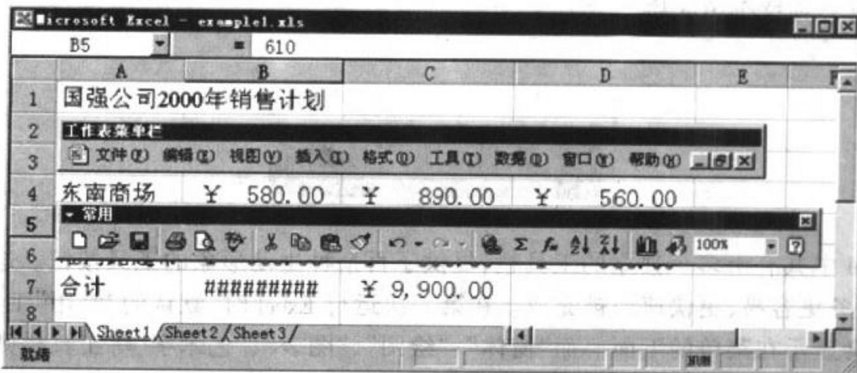 Microsoft Excel - example1.xls
B5 = 610
A B C D E F
1 国强公司2000年销售计划
2 工作表菜单栏
3 文件(F) 编辑(E) 视图(V) 插入(I) 格式(O) 工具(T) 数据(D) 窗口(W) 帮助(H)
4 东南商场 ¥ 580.00 ¥ 890.00 ¥ 560.00
5 常用
100%
6
7 合计 ######### ¥ 9,900.00
8
Sheet1 Sheet2 Sheet3
就绪 NUM